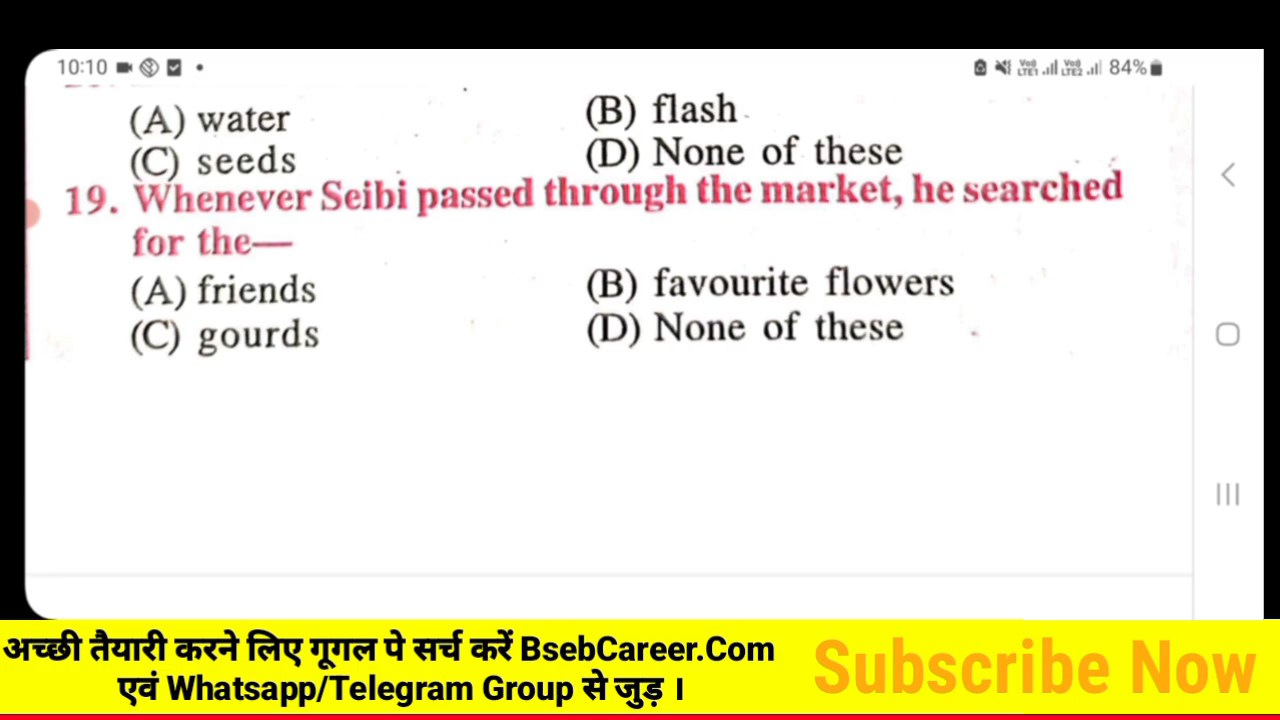 10:10
84%
(A) water (B) flash
(C) seeds (D) None of these
19. Whenever Seibi passed through the market, he searched
for the—
(A) friends (B) favourite flowers
(C) gourds (D) None of these
अच्छी तैयारी करने लिए गूगल पे सर्च करें BsebCareer.Com
एवं Whatsapp/Telegram Group से जुड़ ।
Subscribe Now